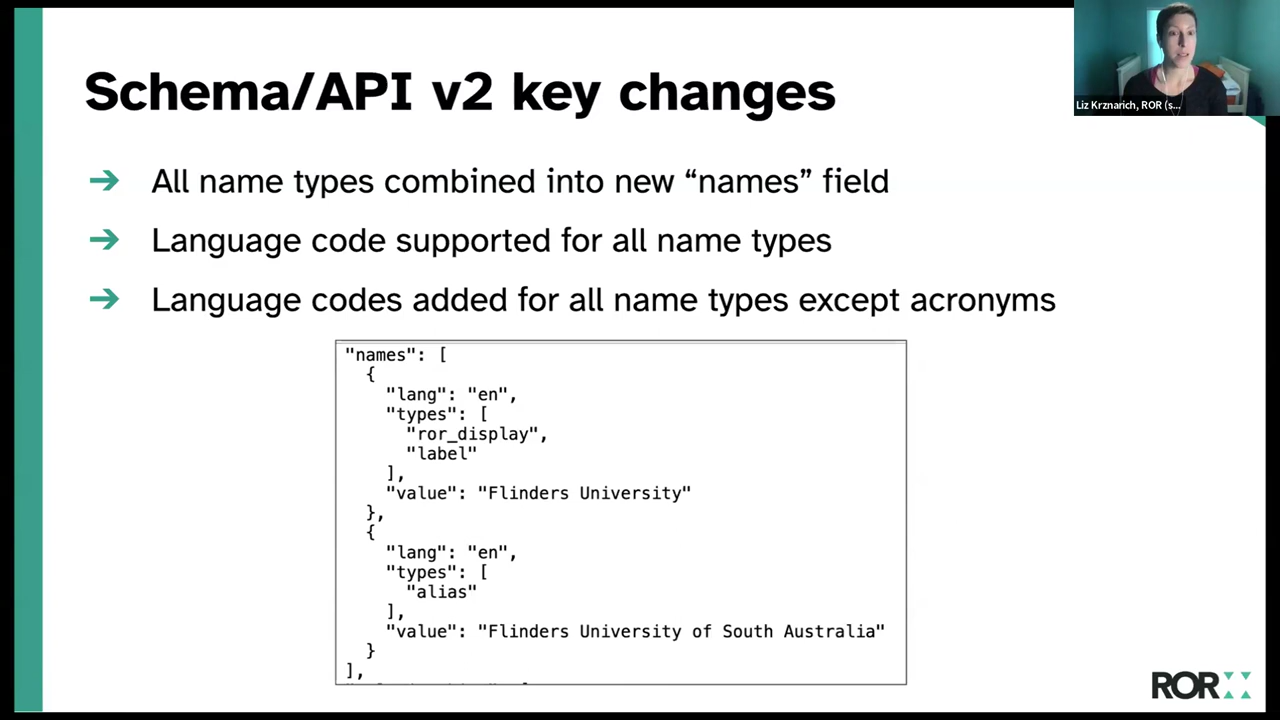 Schema/API v2 key changes
Liz Krznarich, ROR (s...
➔ All name types combined into new “names” field
➔ Language code supported for all name types
➔ Language codes added for all name types except acronyms
"names": [
{
"lang": "en",
"types": [
"ror_display",
"label"
],
"value": "Flinders University"
},
{
"lang": "en",
"types": [
"alias"
],
"value": "Flinders University of South Australia"
}
],
ROR